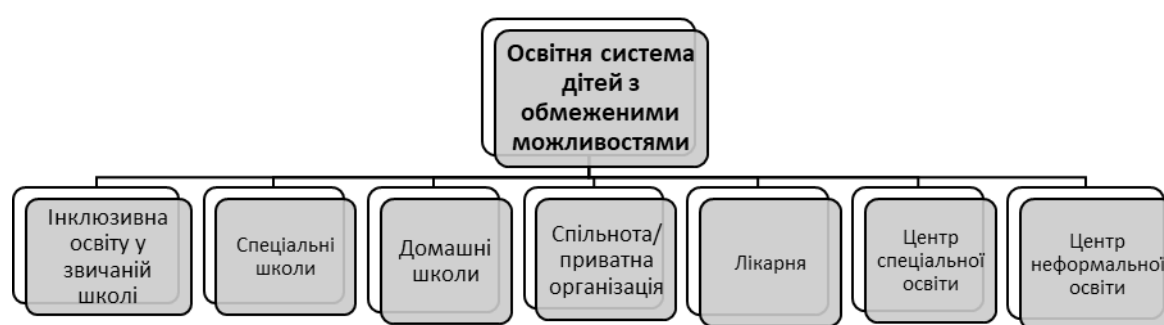 Освітня система
дітей з
обмеженими
можливостями
Інклюзивна
освіту у
звичаній
школі
Спеціальні
школи
Домашні
школи
Спільнота/
приватна
організація
Лікарня
Центр
спеціальної
освіти
Центр
неформальної
освіти